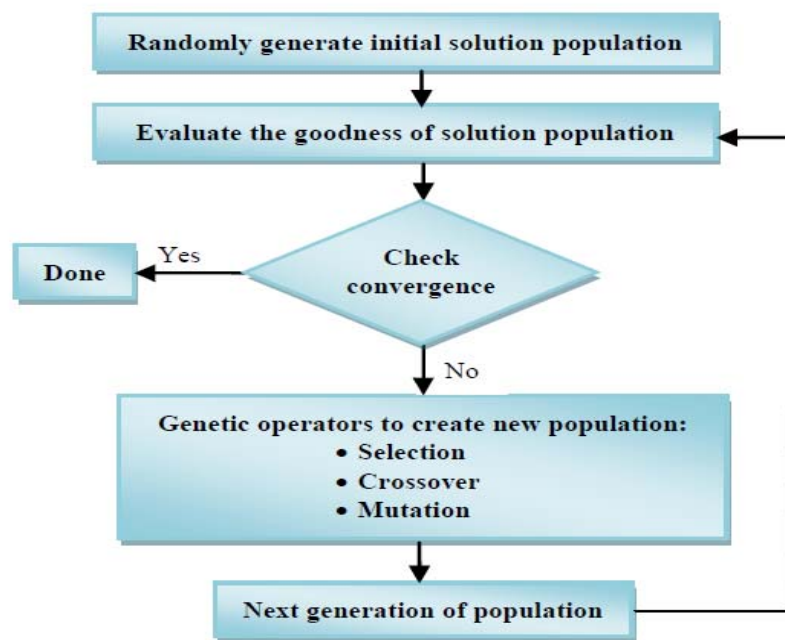 Randomly generate initial solution population
Evaluate the goodness of solution population
Yes
Done
Check
convergence
No
Genetic operators to create new population:
• Selection
• Crossover
• Mutation
Next generation of population